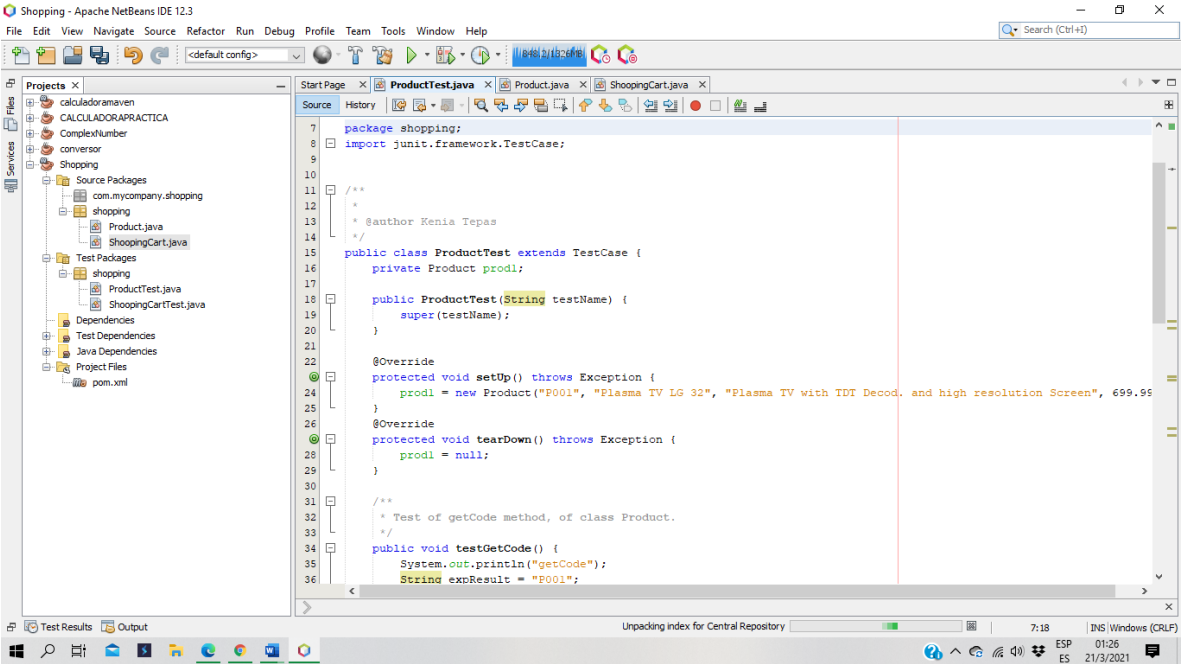 Shopping - Apache NetBeans IDE 12.3
File Edit View Navigate Source Refactor Run Debug Profile Team Tools Window Help
Search (Ctrl+I)
<default config>
Projects
Start Page
ProductTest.java
Product.java
ShoopingCart.java
Files
Services
calculadoramaven
CALCULADORAPRACTICA
ComplexNumber
conversor
Shopping
Source Packages
com.mycompany.shopping
shopping
Product.java
ShoopingCart.java
Test Packages
shopping
ProductTest.java
ShoopingCartTest.java
Dependencies
Test Dependencies
Java Dependencies
Project Files
pom.xml
Source History
7 package shopping;
8 import junit.framework.TestCase;
9
10
11 /**
12 *
13 * @author Kenia Tepas
14 */
15 public class ProductTest extends TestCase {
16 private Product prod1;
17
18 public ProductTest(String testName) {
19 super(testName);
20 }
21
22 @Override
23 protected void setUp() throws Exception {
24 prod1 = new Product("P001", "Plasma TV LG 32", "Plasma TV with TDT Decod. and high resolution Screen", 699.99
25 }
26 @Override
27 protected void tearDown() throws Exception {
28 prod1 = null;
29 }
30
31 /**
32 * Test of getCode method, of class Product.
33 */
34 public void testGetCode() {
35 System.out.println("getCode");
36 String expResult = "P001";
Test Results Output
Unpacking index for Central Repository
7:18
INS Windows (CRLF)
ESP
ES
01:26
21/3/2021